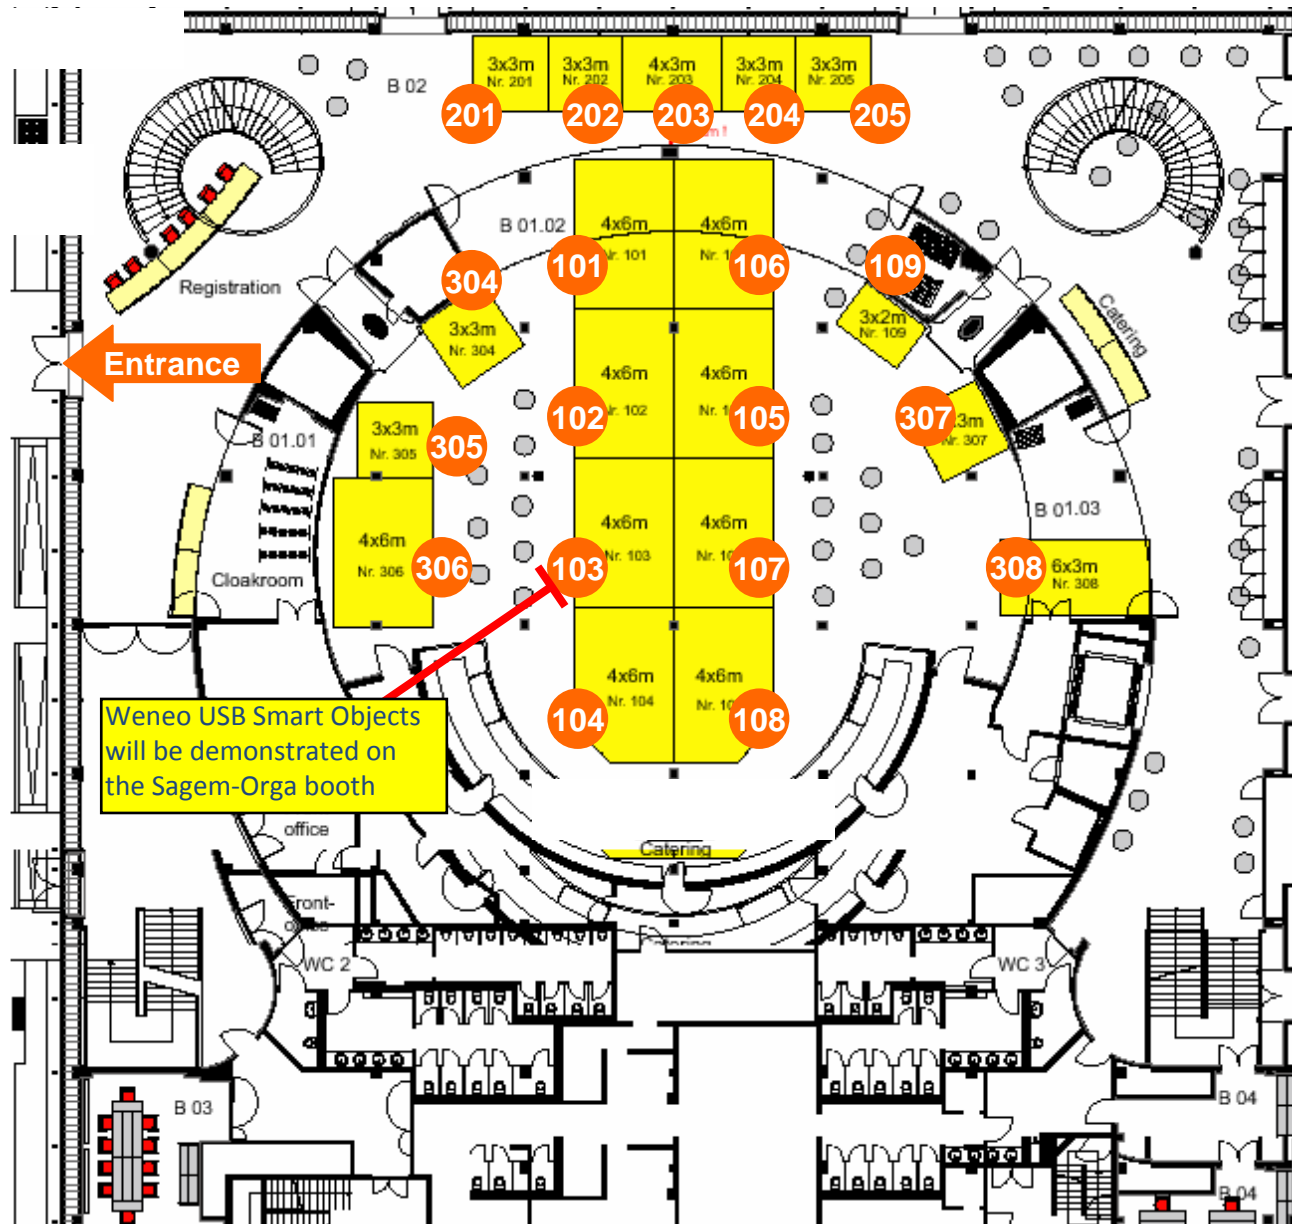 B 02
3x3m
Nr. 201
3x3m
Nr. 202
4x3m
Nr. 203
3x3m
Nr. 204
3x3m
Nr. 205
201
202
203
204
205
Registration
Entrance
B 01.02
4x6m
Nr. 101
4x6m
101
106
304
3x3m
Nr. 304
109
3x2m
Nr. 109
Catering
4x6m
Nr. 102
4x6m
102
105
307
Nr. 307
B 01.01
3x3m
Nr. 305
305
4x6m
Nr. 306
306
4x6m
Nr. 103
4x6m
103
107
B 01.03
308
6x3m
Nr. 308
Cloakroom
4x6m
Nr. 104
4x6m
104
108
Weneo USB Smart Objects
will be demonstrated on
the Sagem-Orga booth
office
Catering
Front-
office
Catering
WC 2
WC 3
B 03
B 04
B 04